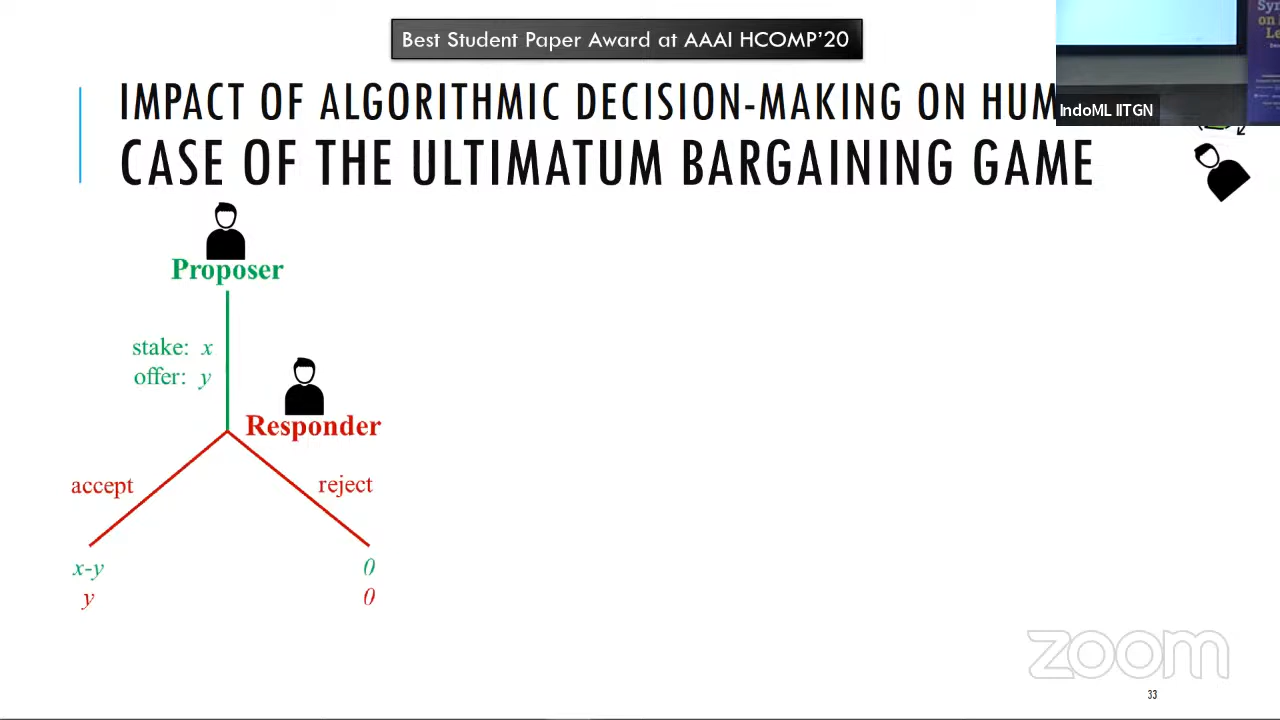 Best Student Paper Award at AAAI HCOMP'20
IMPACT OF ALGORITHMIC DECISION-MAKING ON HUM
CASE OF THE ULTIMATUM BARGAINING GAME
IndoML IITGN
Proposer
stake: x
offer: y
Responder
accept
reject
x-y
y
0
0
zoom
33